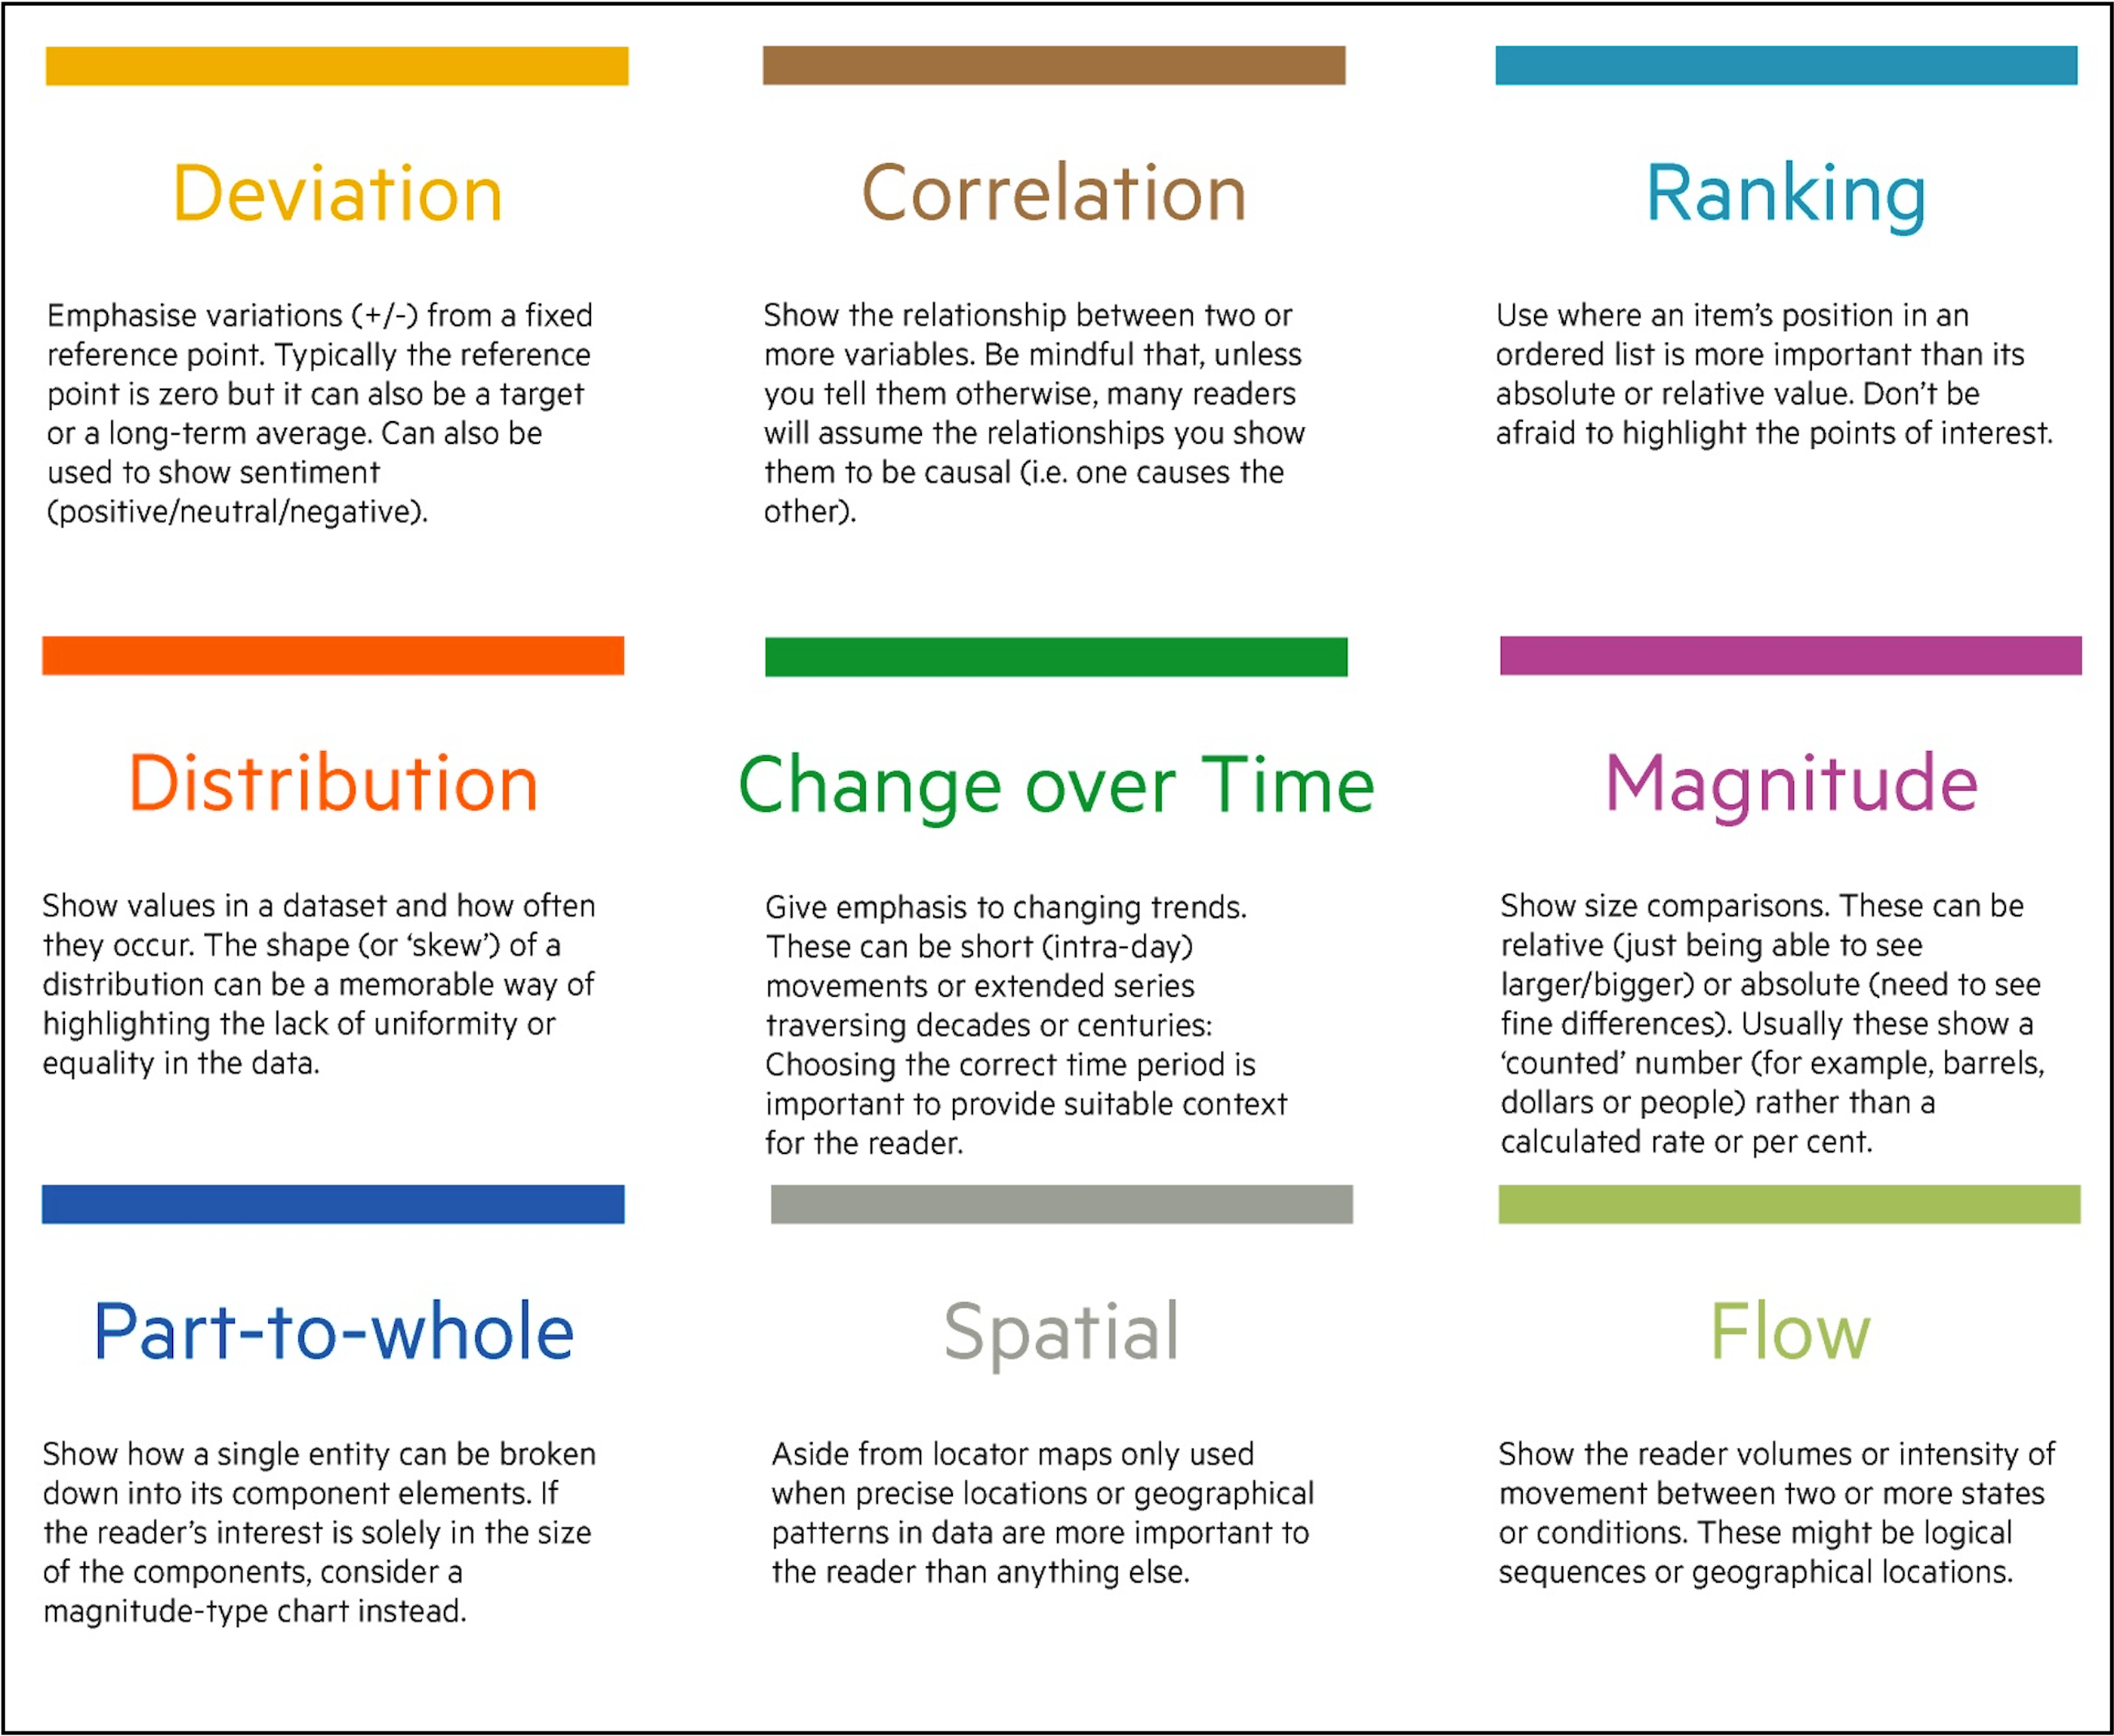 Deviation
Emphasise variations (+/-) from a fixed
reference point. Typically the reference
point is zero but it can also be a target
or a long-term average. Can also be
used to show sentiment
(positive/neutral/negative).
Correlation
Show the relationship between two or
more variables. Be mindful that, unless
you tell them otherwise, many readers
will assume the relationships you show
them to be causal (i.e. one causes the
other).
Ranking
Use where an item’s position in an
ordered list is more important than its
absolute or relative value. Don’t be
afraid to highlight the points of interest.
Distribution
Show values in a dataset and how often
they occur. The shape (or ‘skew’) of a
distribution can be a memorable way of
highlighting the lack of uniformity or
equality in the data.
Change over Time
Give emphasis to changing trends.
These can be short (intra-day)
movements or extended series
traversing decades or centuries:
Choosing the correct time period is
important to provide suitable context
for the reader.
Magnitude
Show size comparisons. These can be
relative (just being able to see
larger/bigger) or absolute (need to see
fine differences). Usually these show a
‘counted’ number (for example, barrels,
dollars or people) rather than a
calculated rate or per cent.
Part-to-whole
Show how a single entity can be broken
down into its component elements. If
the reader’s interest is solely in the size
of the components, consider a
magnitude-type chart instead.
Spatial
Aside from locator maps only used
when precise locations or geographical
patterns in data are more important to
the reader than anything else.
Flow
Show the reader volumes or intensity of
movement between two or more states
or conditions. These might be logical
sequences or geographical locations.